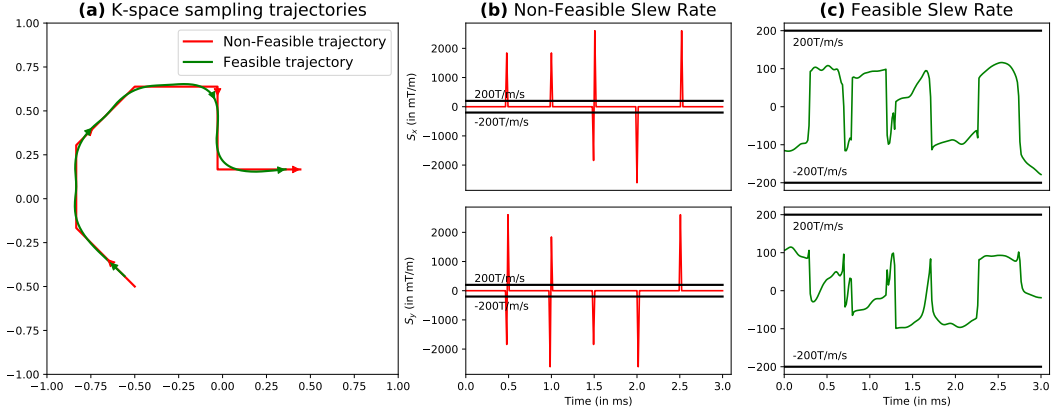 (a) K-space sampling trajectories
Non-Feasible trajectory
Feasible trajectory
1.00
0.75
0.50
0.25
0.00
−0.25
−0.50
−0.75
−1.00
−1.00 −0.75 −0.50 −0.25 0.00 0.25 0.50 0.75 1.00
(b) Non-Feasible Slew Rate
Sx (in mT/m)
2000
1000
0
−1000
−2000
200T/m/s
-200T/m/s
Sy (in mT/m)
2000
1000
0
−1000
−2000
200T/m/s
-200T/m/s
0.0 0.5 1.0 1.5 2.0 2.5 3.0
Time (in ms)
(c) Feasible Slew Rate
200
100
0
−100
−200
200T/m/s
-200T/m/s
200
100
0
−100
−200
200T/m/s
-200T/m/s
0.0 0.5 1.0 1.5 2.0 2.5 3.0
Time (in ms)